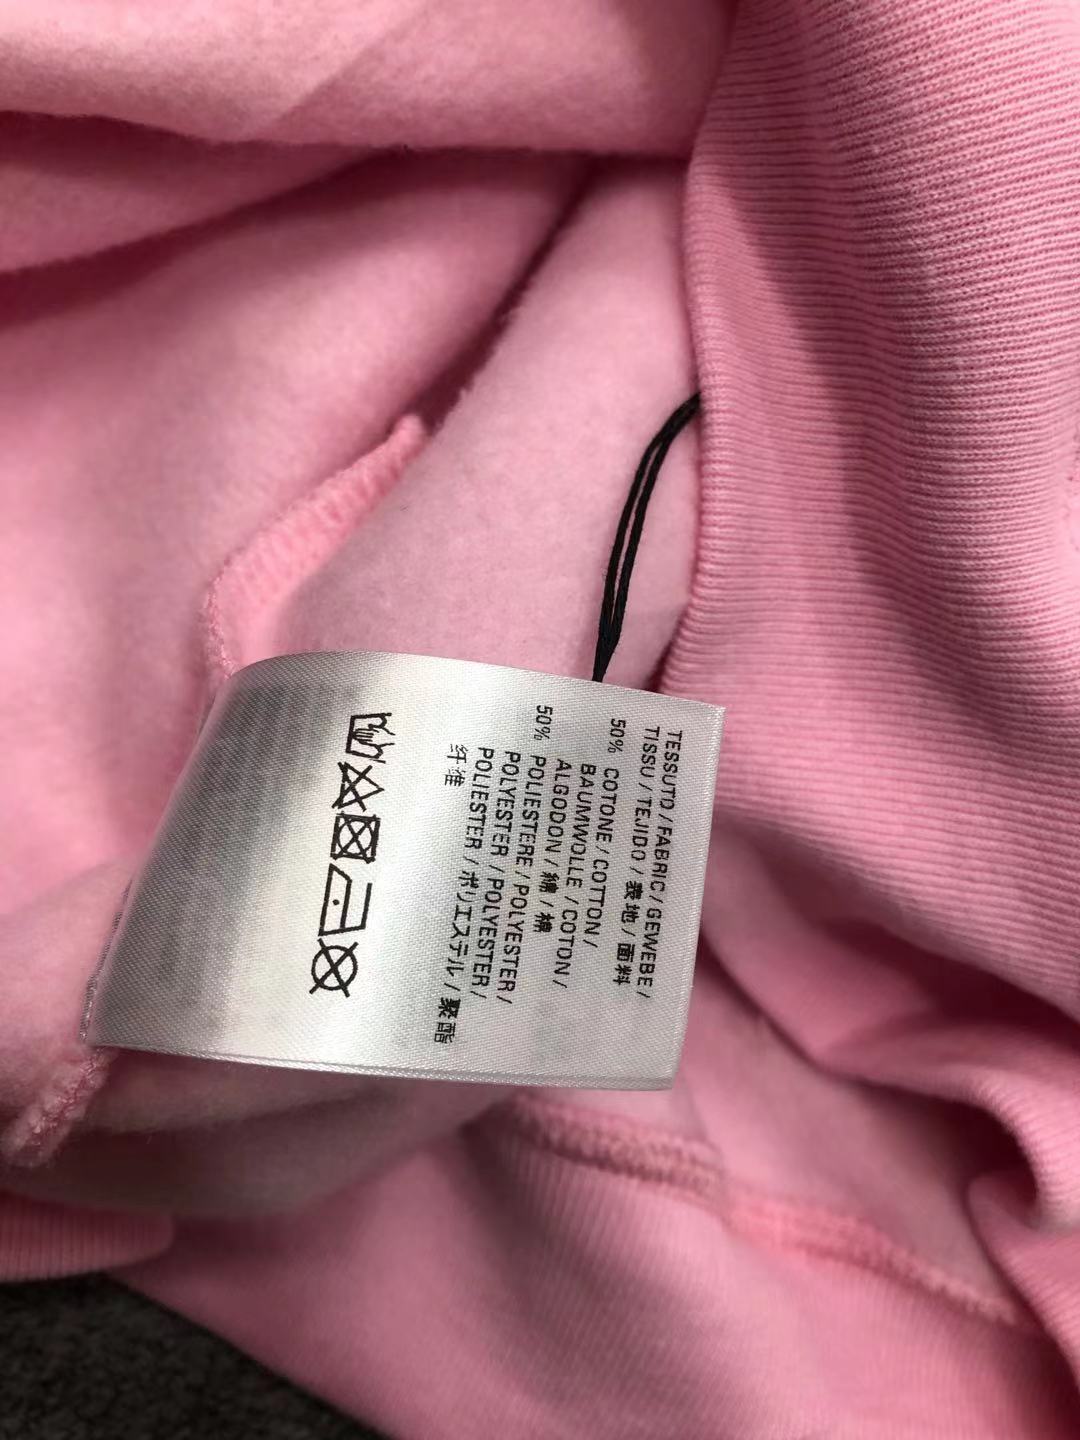 TESSUTO / FABRIC / GEWEBE /
TISSU / TEJIDO / 表地 / 面料
50% COTONE / COTTON /
BAUMWOLLE / COTON /
ALGODON / 綿 / 棉
50% POLIESTERE / POLYESTER /
POLYESTER / POLYESTER /
POLIESTER / ポリエステル / 聚酯
纤维